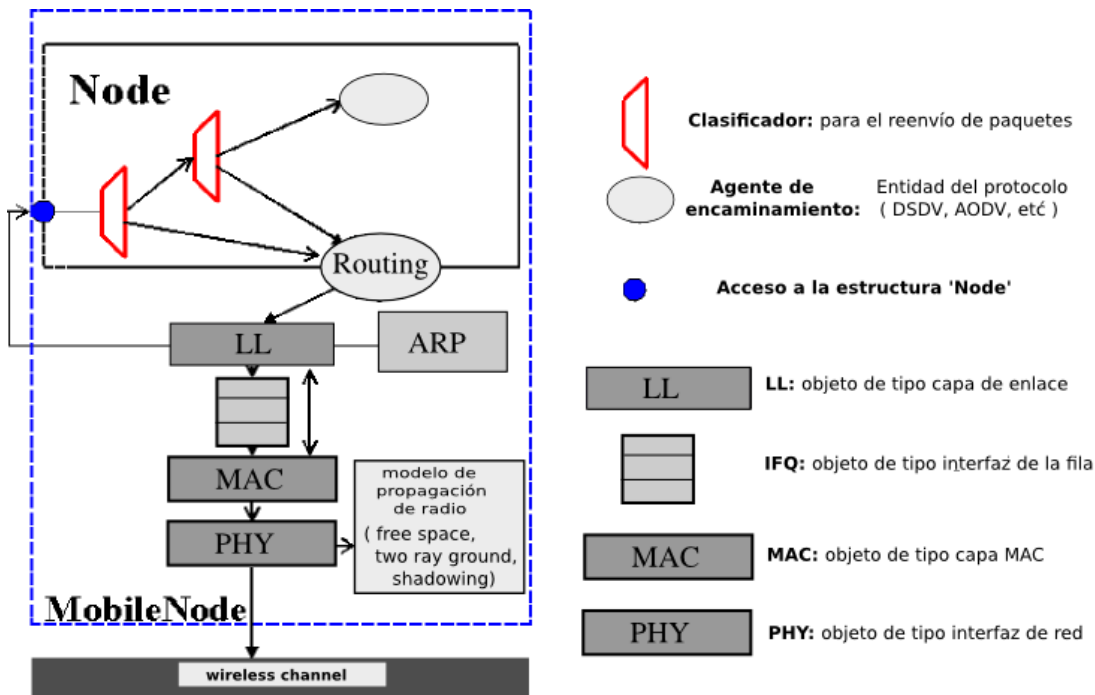 Node
Routing
LL
ARP
MAC
PHY
modelo de
propagación
de radio
( free space,
two ray ground,
shadowing)
MobileNode
wireless channel
Clasificador: para el reenvío de paquetes
Agente de
encaminamiento:
Entidad del protocolo
( DSDV, AODV, etć )
Acceso a la estructura 'Node'
LL
LL: objeto de tipo capa de enlace
IFQ: objeto de tipo interfaz de la fila
MAC
MAC: objeto de tipo capa MAC
PHY
PHY: objeto de tipo interfaz de red